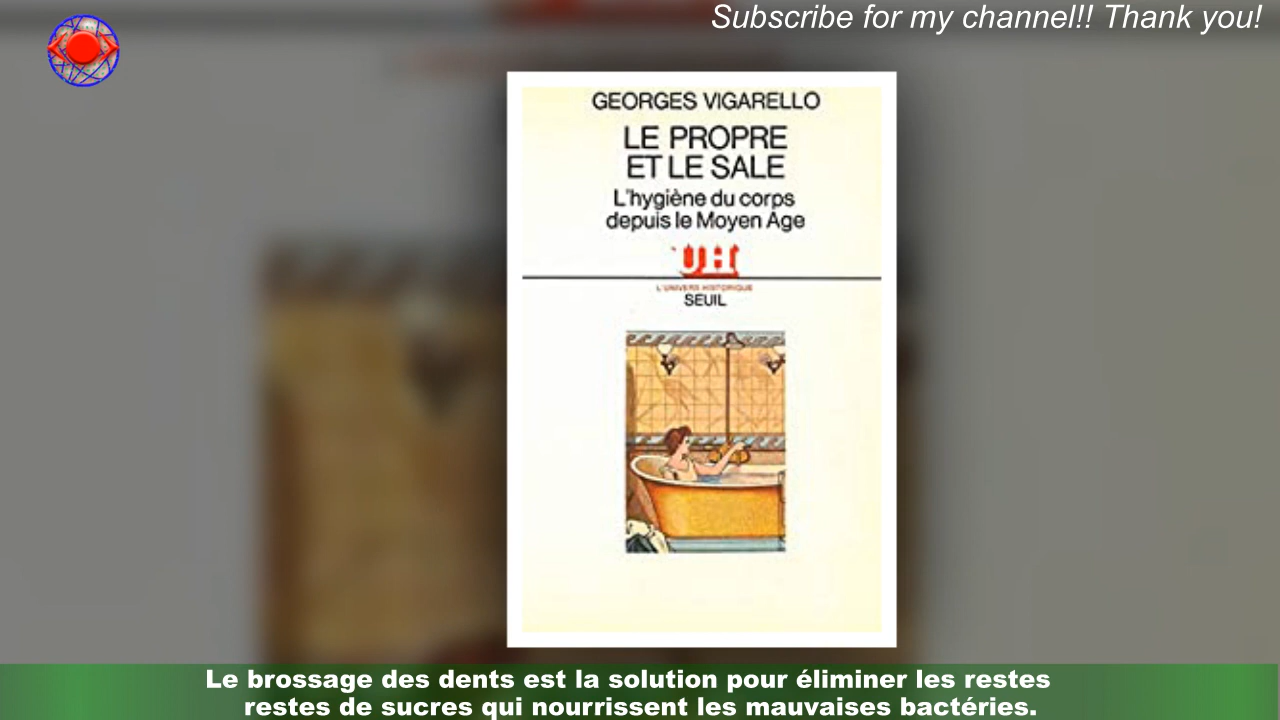 Subscribe for my channel!! Thank you!
GEORGES VIGARELLO
LE PROPRE
ET LE SALE
L'hygiène du corps
depuis le Moyen Age
UH
L'UNIVERS HISTORIQUE
SEUIL
Le brossage des dents est la solution pour éliminer les restes
restes de sucres qui nourrissent les mauvaises bactéries.